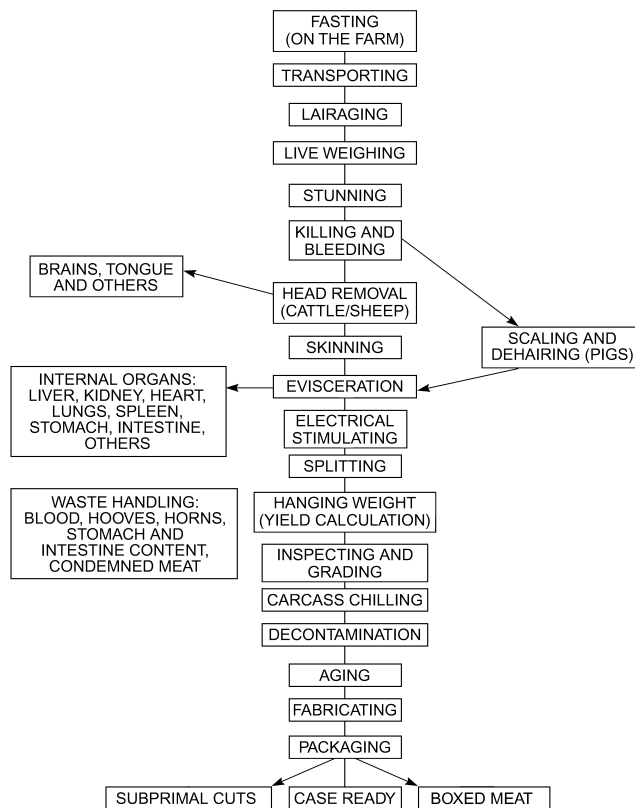 FASTING
(ON THE FARM)
TRANSPORTING
LAIRAGING
LIVE WEIGHING
STUNNING
KILLING AND
BLEEDING
BRAINS, TONGUE
AND OTHERS
HEAD REMOVAL
(CATTLE/SHEEP)
SCALING AND
DEHAIRING (PIGS)
SKINNING
INTERNAL ORGANS:
LIVER, KIDNEY, HEART,
LUNGS, SPLEEN,
STOMACH, INTESTINE,
OTHERS
EVISCERATION
ELECTRICAL
STIMULATING
SPLITTING
WASTE HANDLING:
BLOOD, HOOVES, HORNS,
STOMACH AND
INTESTINE CONTENT,
CONDEMNED MEAT
HANGING WEIGHT
(YIELD CALCULATION)
INSPECTING AND
GRADING
CARCASS CHILLING
DECONTAMINATION
AGING
FABRICATING
PACKAGING
SUBPRIMAL CUTS
CASE READY
BOXED MEAT